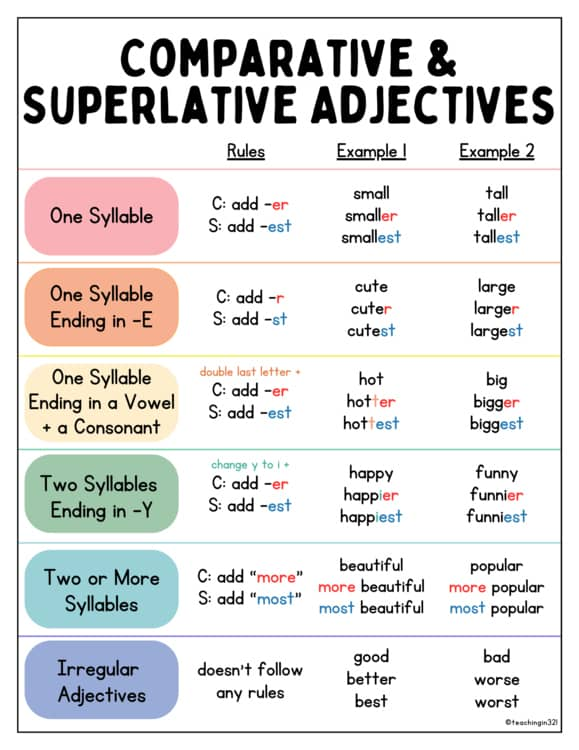 COMPARATIVE &
SUPERLATIVE ADJECTIVES
Rules Example 1 Example 2
One Syllable
C: add -er
S: add -est
small
smaller
smallest
tall
taller
tallest
One Syllable
Ending in -E
C: add -r
S: add -st
cute
cuter
cutest
large
larger
largest
One Syllable
Ending in a Vowel
+ a Consonant
double last letter +
C: add -er
S: add -est
hot
hotter
hottest
big
bigger
biggest
Two Syllables
Ending in -Y
change y to i +
C: add -er
S: add -est
happy
happier
happiest
funny
funnier
funniest
Two or More
Syllables
C: add "more"
S: add "most"
beautiful
more beautiful
most beautiful
popular
more popular
most popular
Irregular
Adjectives
doesn't follow
any rules
good
better
best
bad
worse
worst
©teachingin321